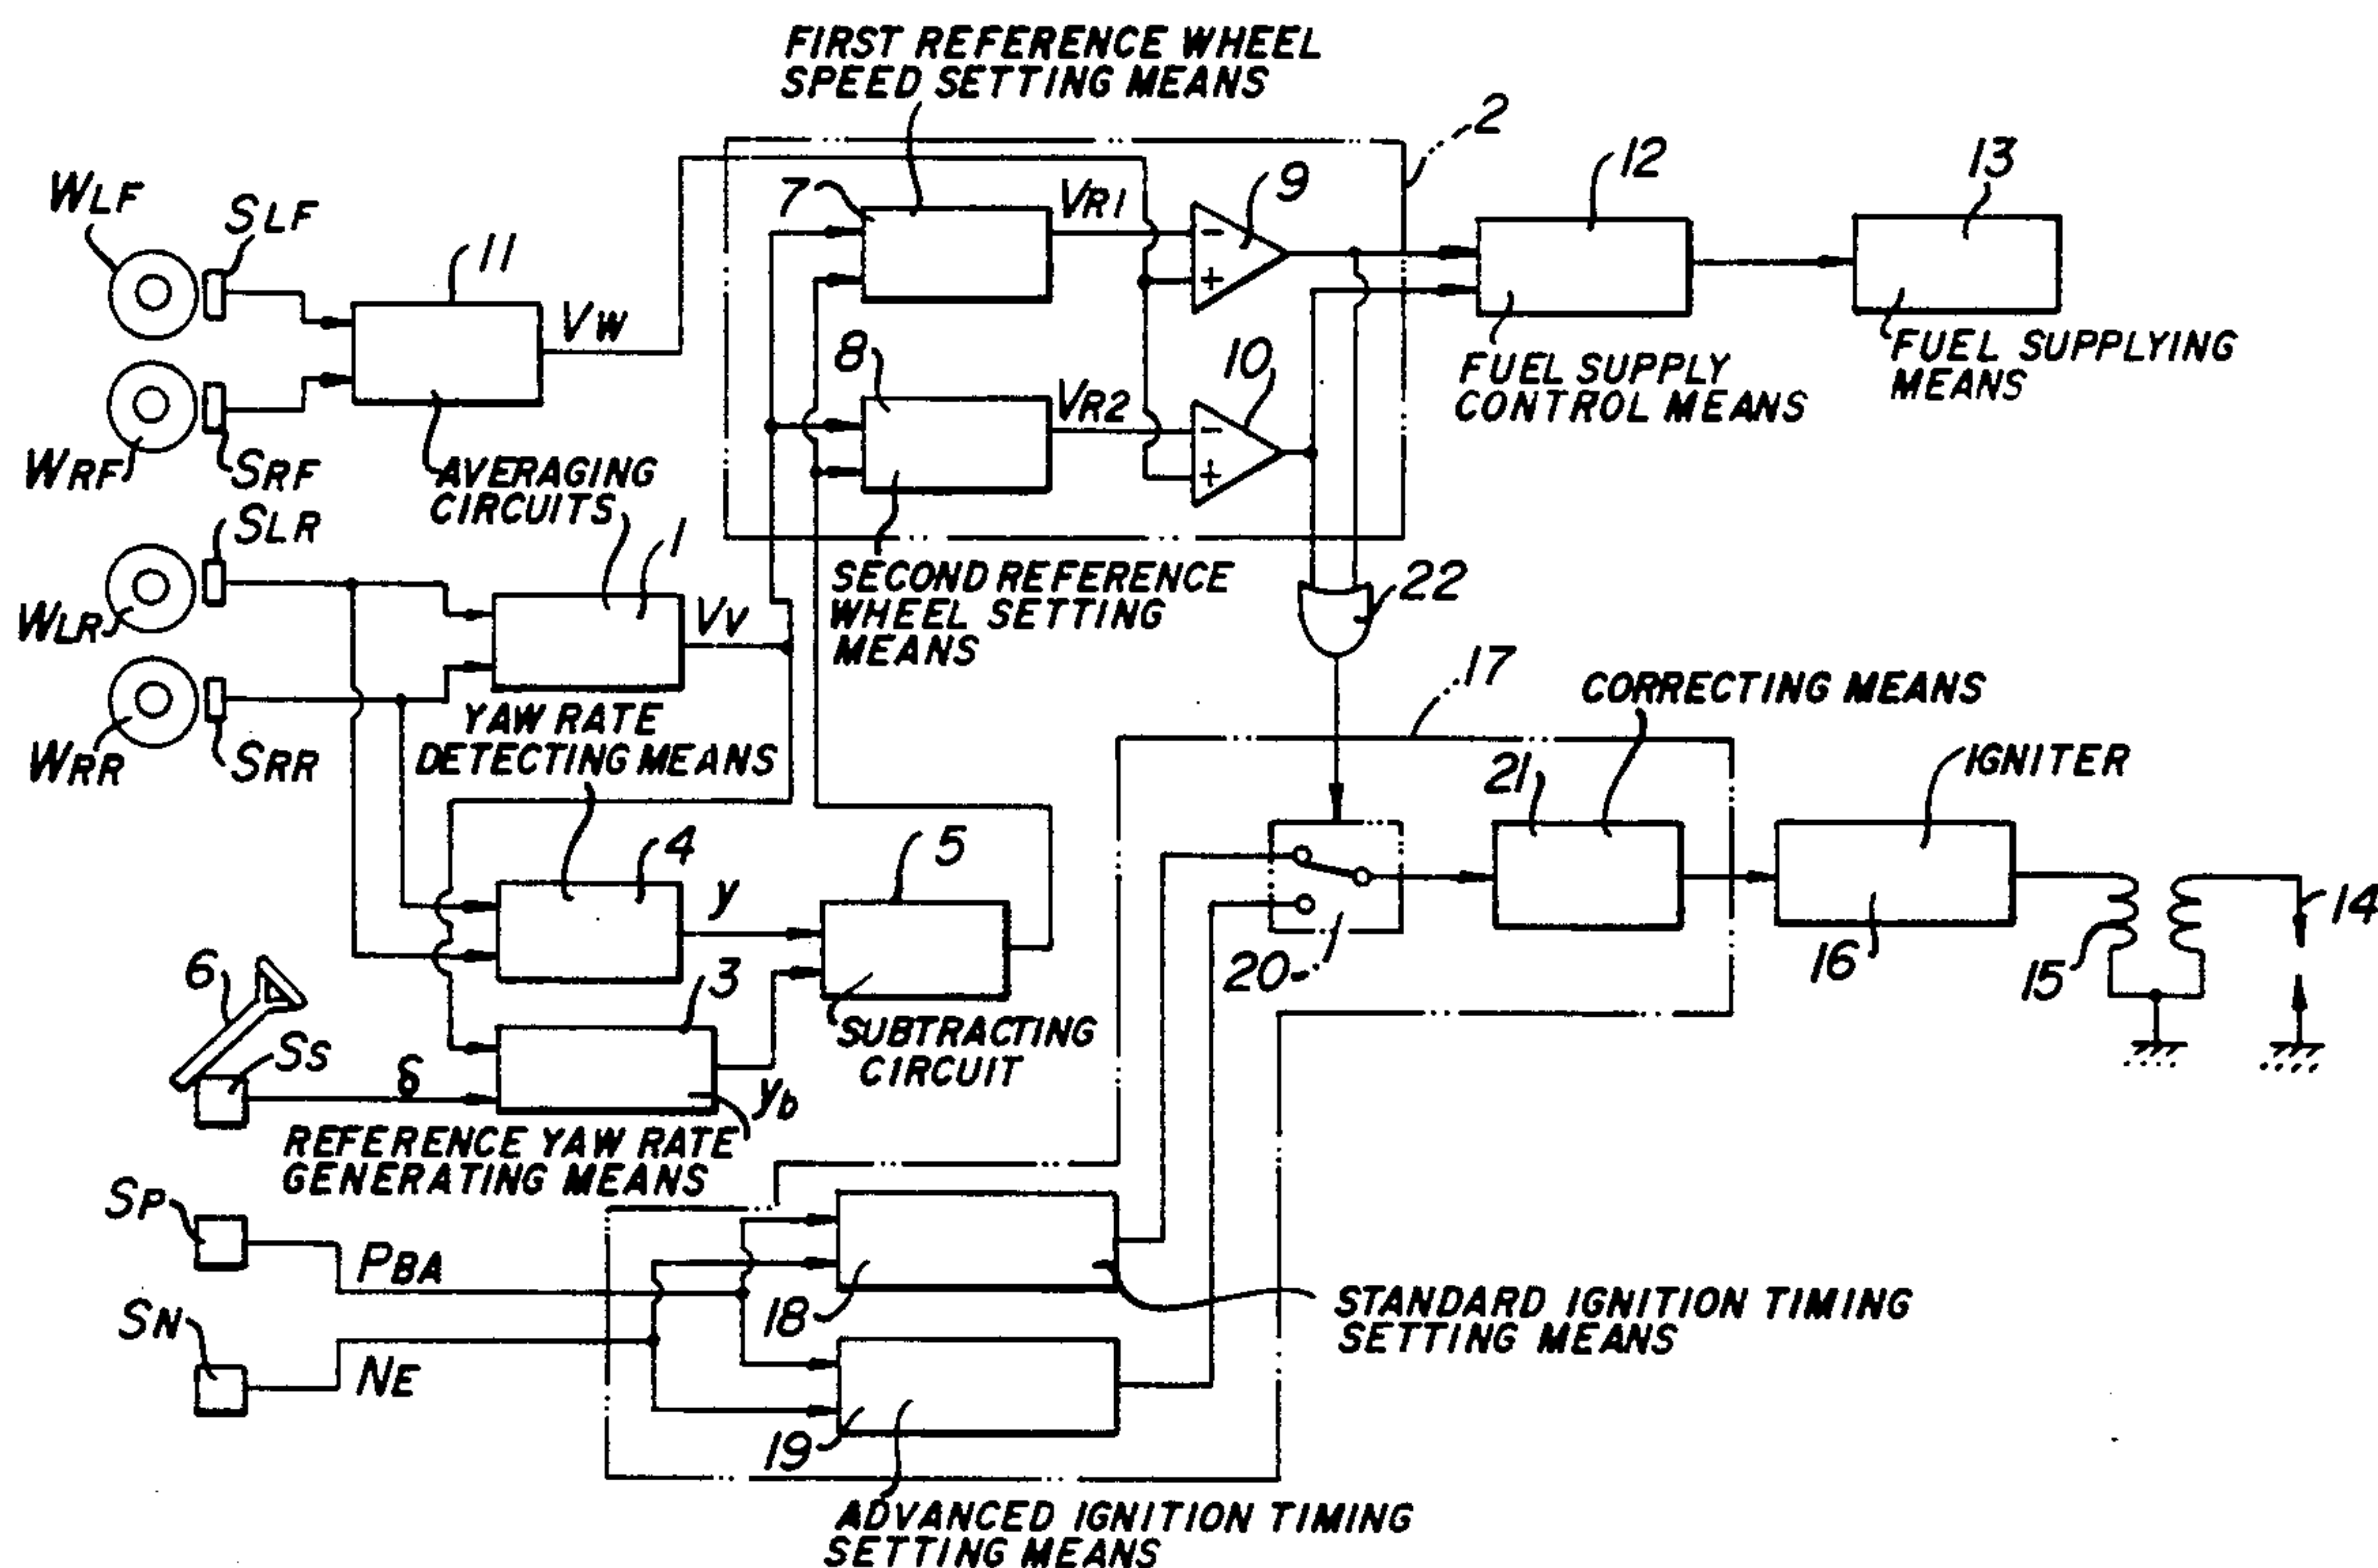 FIRST REFERENCE WHEEL
SPEED SETTING MEANS
2
WLF
SLF
11
7
VR1
9
12
13
VW
8
VR2
10
-
+
-
+
FUEL SUPPLY
CONTROL MEANS
FUEL SUPPLYING
MEANS
WRF
SRF
AVERAGING
CIRCUITS
SLR
1
WLR
VV
SECOND REFERENCE
WHEEL SETTING
MEANS
22
WRR
SRR
YAW RATE
DETECTING MEANS
17
CORRECTING MEANS
21
IGNITER
4
y
5
20
16
15
14
6
SS
δ
3
yb
SUBTRACTING
CIRCUIT
REFERENCE YAW RATE
GENERATING MEANS
SP
PBA
SN
NE
18
19
STANDARD IGNITION TIMING
SETTING MEANS
ADVANCED IGNITION TIMING
SETTING MEANS